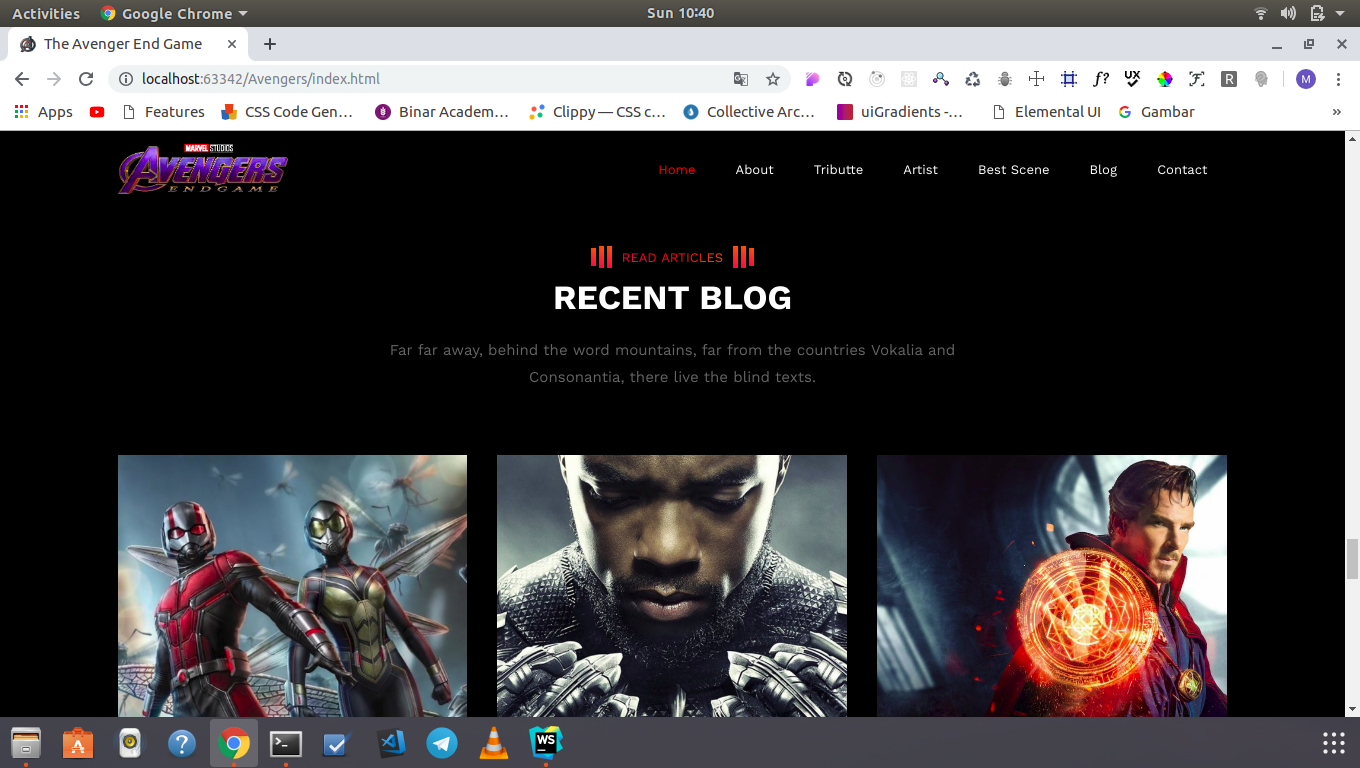 Activities Google Chrome Sun 10:40
The Avenger End Game
localhost:63342/Avengers/index.html f? UX R M
Apps Features CSS Code Gen… Binar Academ… Clippy — CSS c… Collective Arc… uiGradients -… Elemental UI Gambar »
MARVEL STUDIOS
AVENGERS
ENDGAME
Home About Tributte Artist Best Scene Blog Contact
READ ARTICLES
RECENT BLOG
Far far away, behind the word mountains, far from the countries Vokalia and
Consonantia, there live the blind texts.
WS